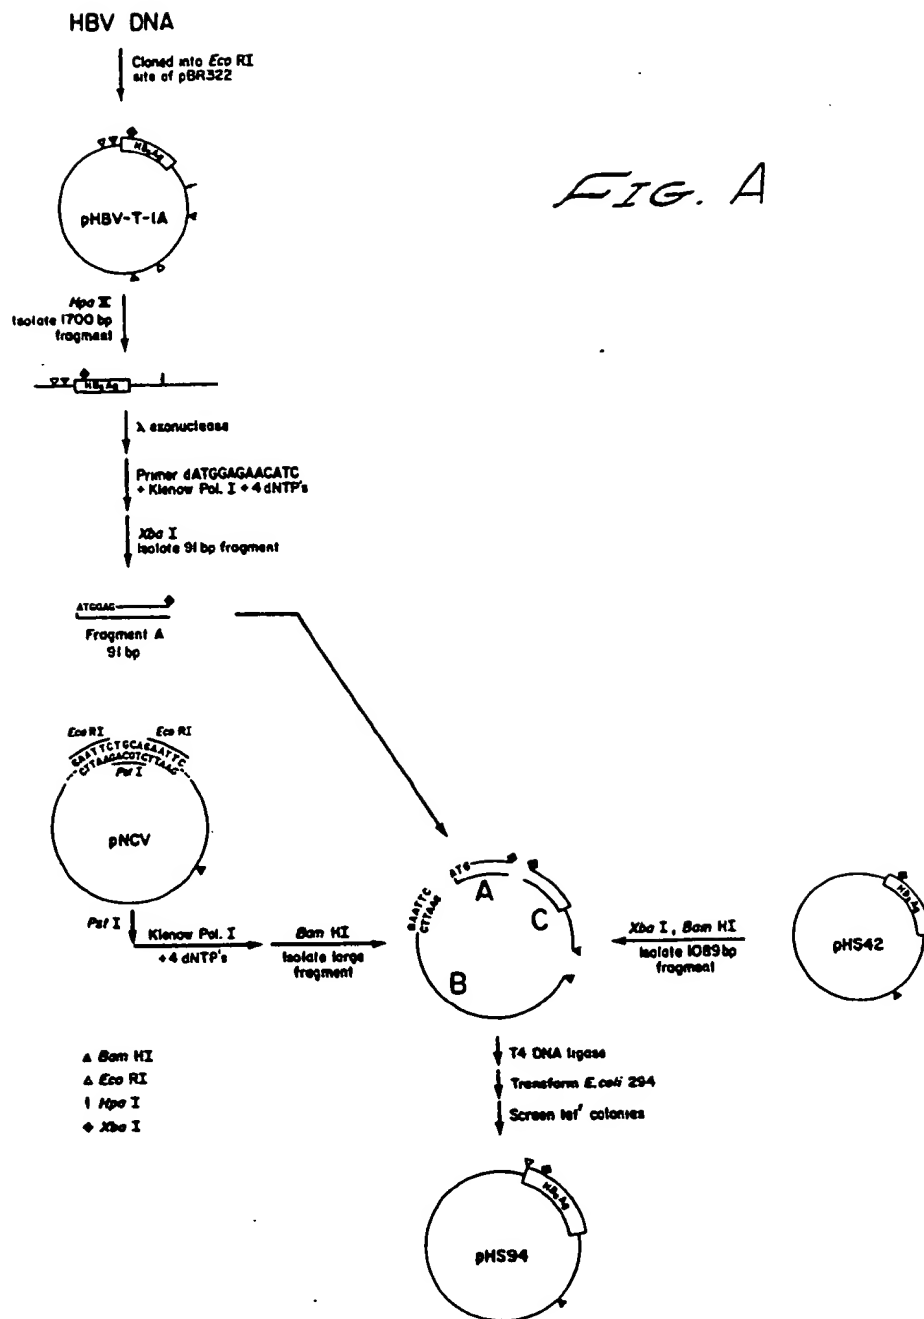 HBV DNA
Cloned into Eco RI
site of pBR322
HBsAg
pHBV-T-1A
FIG. A
Hpa II
Isolate 1700 bp
fragment
HBsAg
λ exonuclease
Primer dATGGAGAACATC
+ Klenow Pol. I + 4 dNTP's
Xba I
Isolate 91 bp fragment
ATGGAG
Fragment A
91 bp
Eco RI Eco RI
GAATTCTGCAGAATTC
CTTAAGACGTCTTAAG
Pst I
pNCV
Pst I
Klenow Pol. I
+4 dNTP's
Bam HI
Isolate large
fragment
ATG
A
GAATTC
CTTAAG
C
B
Xba I, Bam HI
Isolate 1089 bp
fragment
HBsAg
pHS42
▲ Bam HI
△ Eco RI
Hpa I
◆ Xba I
T4 DNA ligase
Transform E. coli 294
Screen tetr colonies
HBsAg
pHS94